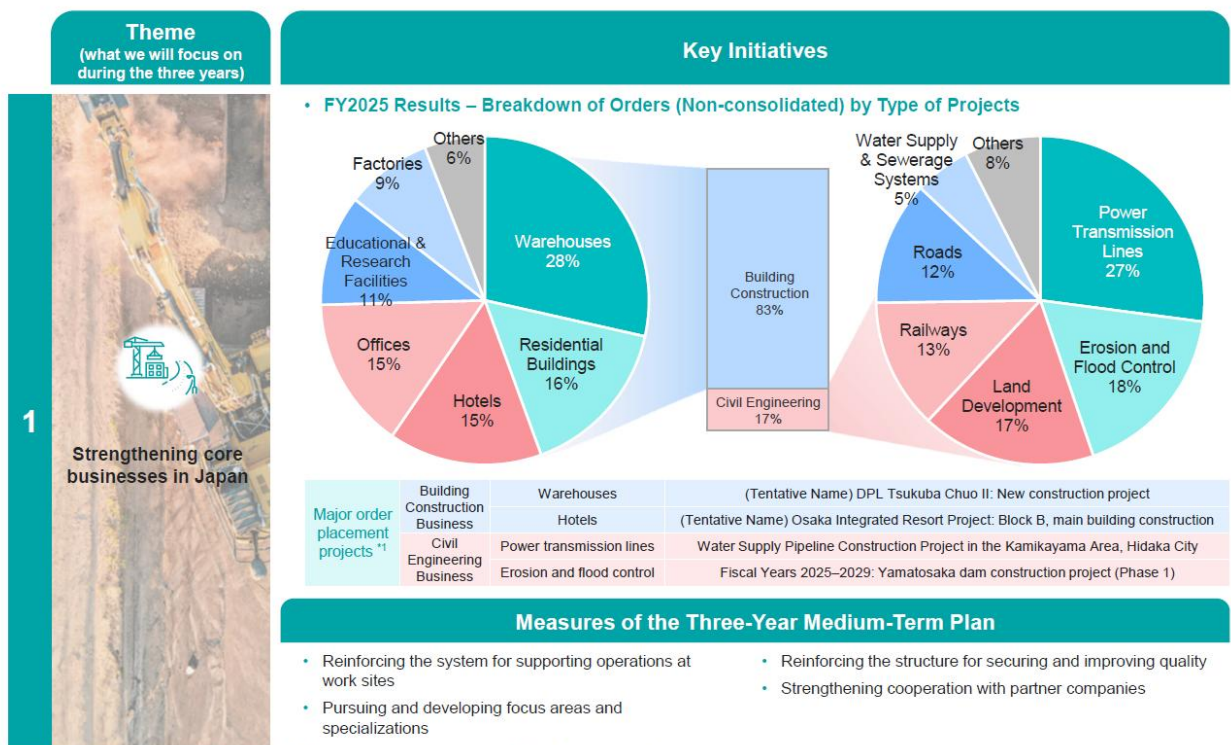 Theme
(what we will focus on
during the three years)
Key Initiatives
1
Strengthening core
businesses in Japan
• FY2025 Results – Breakdown of Orders (Non-consolidated) by Type of Projects
Others
6%
Factories
9%
Educational &
Research
Facilities
11%
Offices
15%
Hotels
15%
Residential
Buildings
16%
Warehouses
28%
Building
Construction
83%
Civil Engineering
17%
Water Supply
& Sewerage
Systems
5%
Others
8%
Power
Transmission
Lines
27%
Roads
12%
Railways
13%
Land
Development
17%
Erosion and
Flood Control
18%
Major order
placement
projects *1
Building
Construction
Business
Warehouses
(Tentative Name) DPL Tsukuba Chuo II: New construction project
Hotels
(Tentative Name) Osaka Integrated Resort Project: Block B, main building construction
Civil
Engineering
Business
Power transmission lines
Water Supply Pipeline Construction Project in the Kamikayama Area, Hidaka City
Erosion and flood control
Fiscal Years 2025–2029: Yamatosaka dam construction project (Phase 1)
Measures of the Three-Year Medium-Term Plan
• Reinforcing the system for supporting operations at
work sites
• Pursuing and developing focus areas and
specializations
• Reinforcing the structure for securing and improving quality
• Strengthening cooperation with partner companies